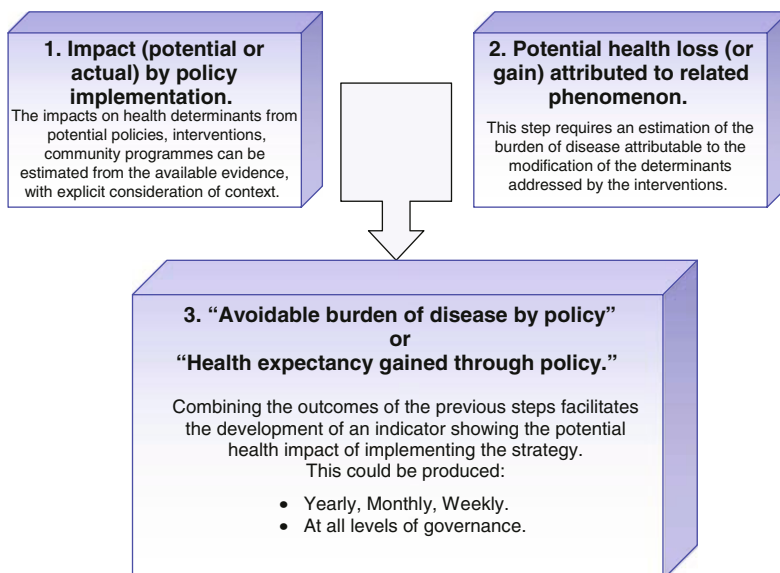 1. Impact (potential or
actual) by policy
implementation.
The impacts on health determinants from
potential policies, interventions,
community programmes can be
estimated from the available evidence,
with explicit consideration of context.
2. Potential health loss (or
gain) attributed to related
phenomenon.
This step requires an estimation of the
burden of disease attributable to the
modification of the determinants
addressed by the interventions.
3. “Avoidable burden of disease by policy”
or
“Health expectancy gained through policy.”
Combining the outcomes of the previous steps facilitates
the development of an indicator showing the potential
health impact of implementing the strategy.
This could be produced:
• Yearly, Monthly, Weekly.
• At all levels of governance.